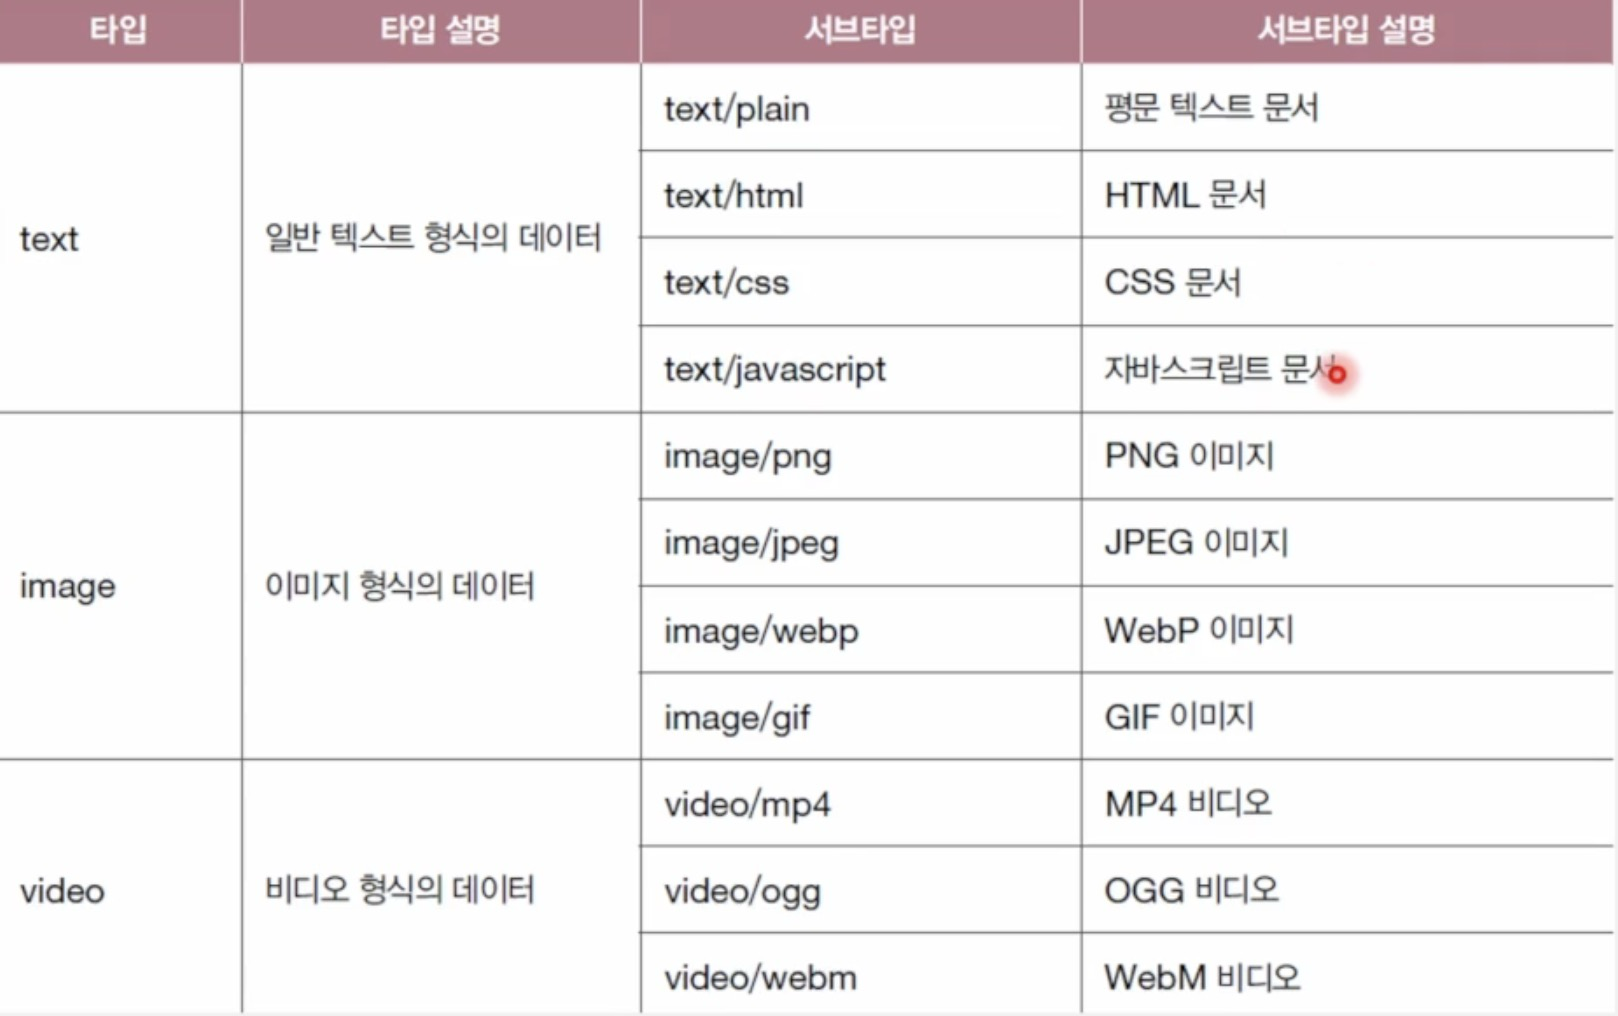 타입 타입 설명 서브타입 서브타입 설명
text 일반 텍스트 형식의 데이터 text/plain 평문 텍스트 문서
text/html HTML 문서
text/css CSS 문서
text/javascript 자바스크립트 문서
image 이미지 형식의 데이터 image/png PNG 이미지
image/jpeg JPEG 이미지
image/webp WebP 이미지
image/gif GIF 이미지
video 비디오 형식의 데이터 video/mp4 MP4 비디오
video/ogg OGG 비디오
video/webm WebM 비디오